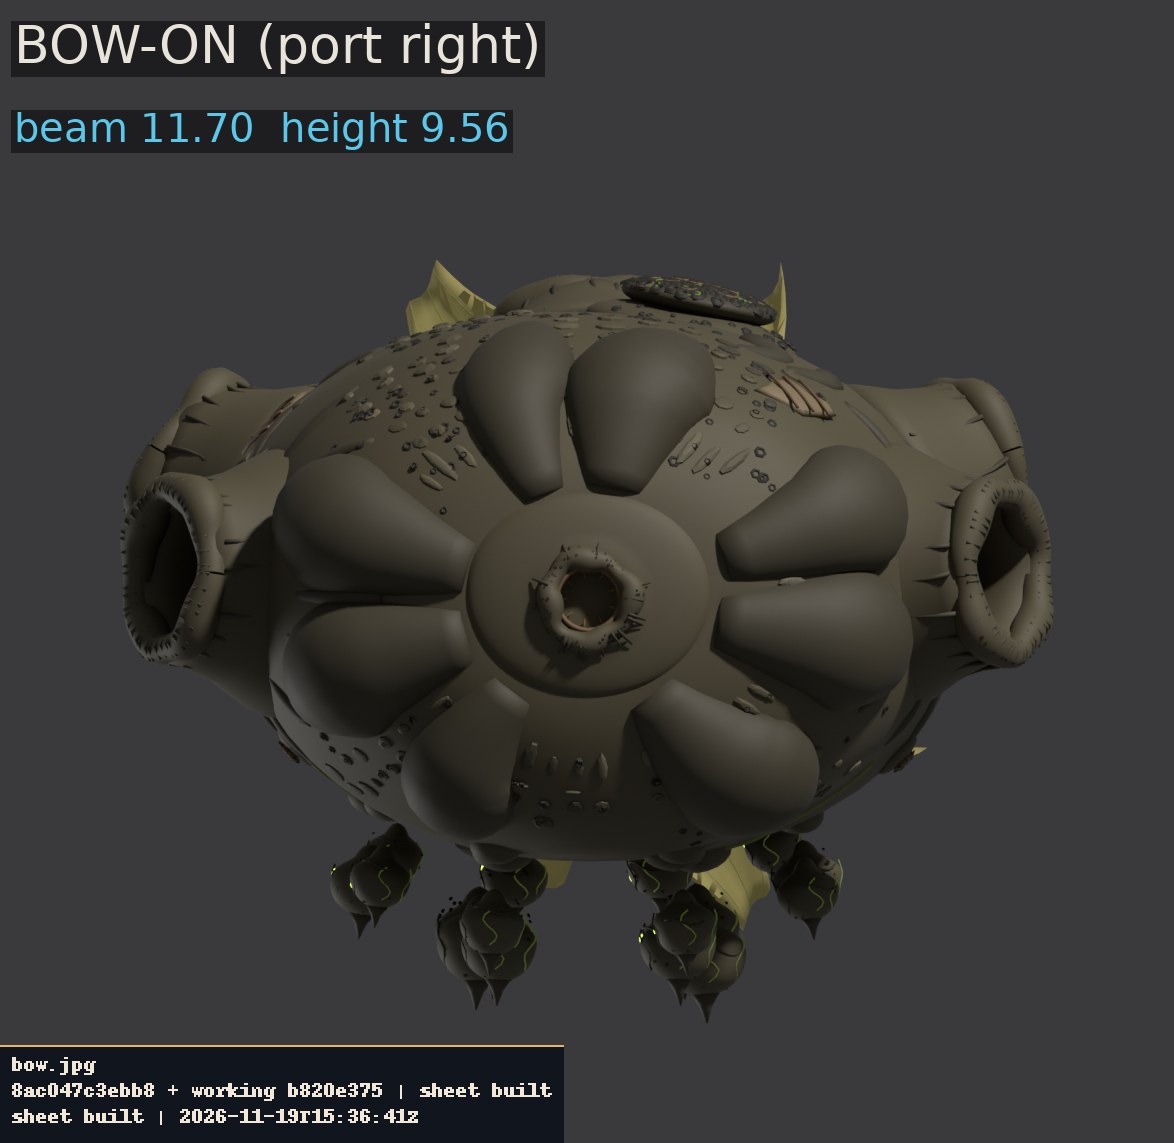 BOW-ON (port right)
beam 11.70 height 9.56
bow.jpg
8ac047c3ebb8 + working b820e375 | sheet built
sheet built | 2026-11-19T15:36:41Z